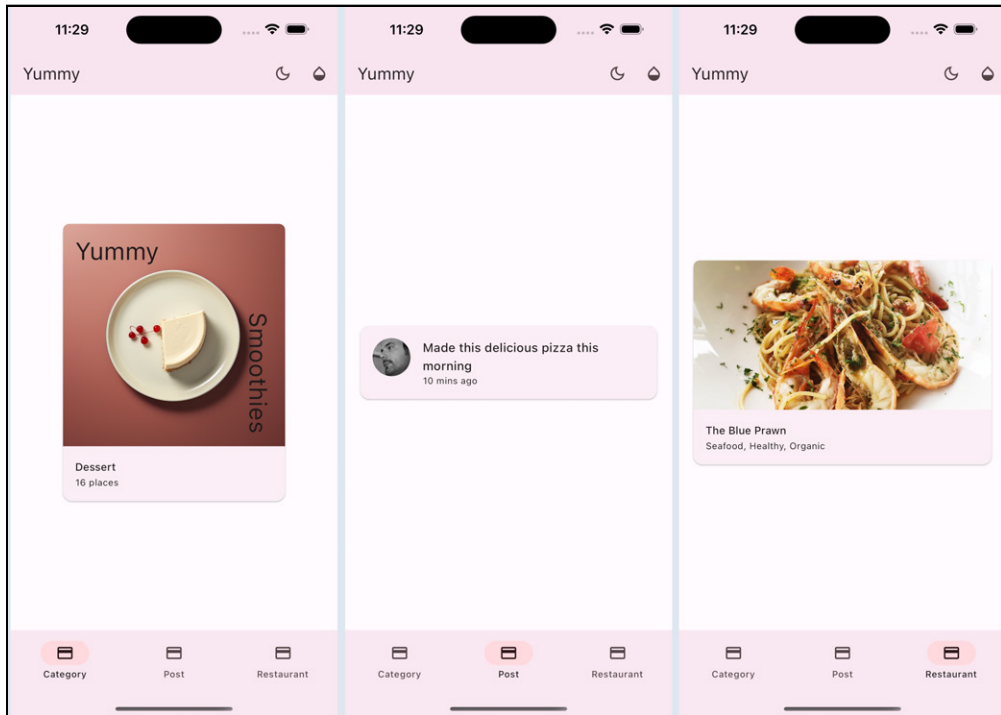 11:29
Yummy
Yummy
Smoothies
Dessert
16 places
Category
Post
Restaurant
11:29
Yummy
Made this delicious pizza this
morning
10 mins ago
Category
Post
Restaurant
11:29
Yummy
The Blue Prawn
Seafood, Healthy, Organic
Category
Post
Restaurant